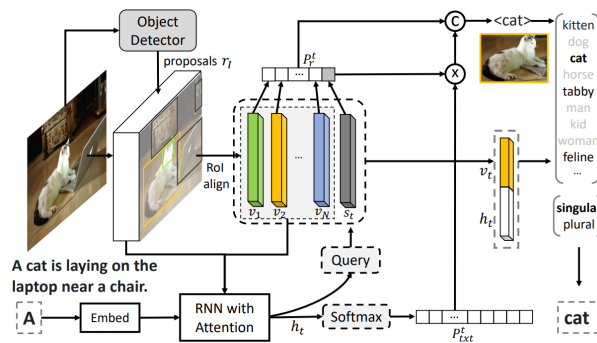 Object
Detector
proposals r_I
P_r^t
...
C
<cat>
X
kitten
dog
cat
horse
tabby
man
kid
woman
feline
...
RoI
align
...
v_1 v_2 v_N s_t
v_t
h_t
singular
plural
A cat is laying on the
laptop near a chair.
Query
A
Embed
RNN with
Attention
h_t
Softmax
...
P_txt^t
cat